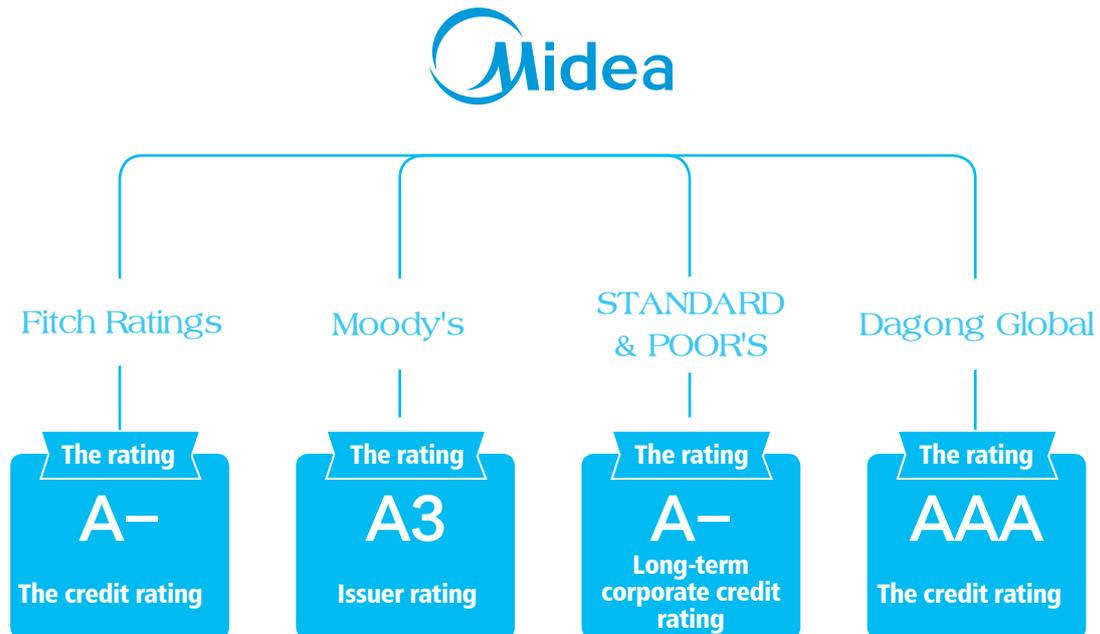 Midea
Fitch Ratings
Moody's
STANDARD
& POOR'S
Dagong Global
The rating
A–
The credit rating
The rating
A3
Issuer rating
The rating
A–
Long-term
corporate credit
rating
The rating
AAA
The credit rating